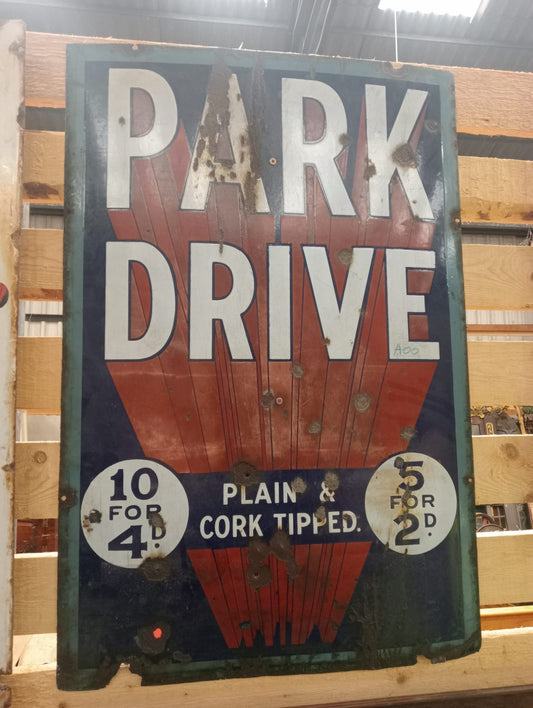 PARK
DRIVE
A00
10
FOR
4D.
PLAIN &
CORK TIPPED.
5
FOR
2D.